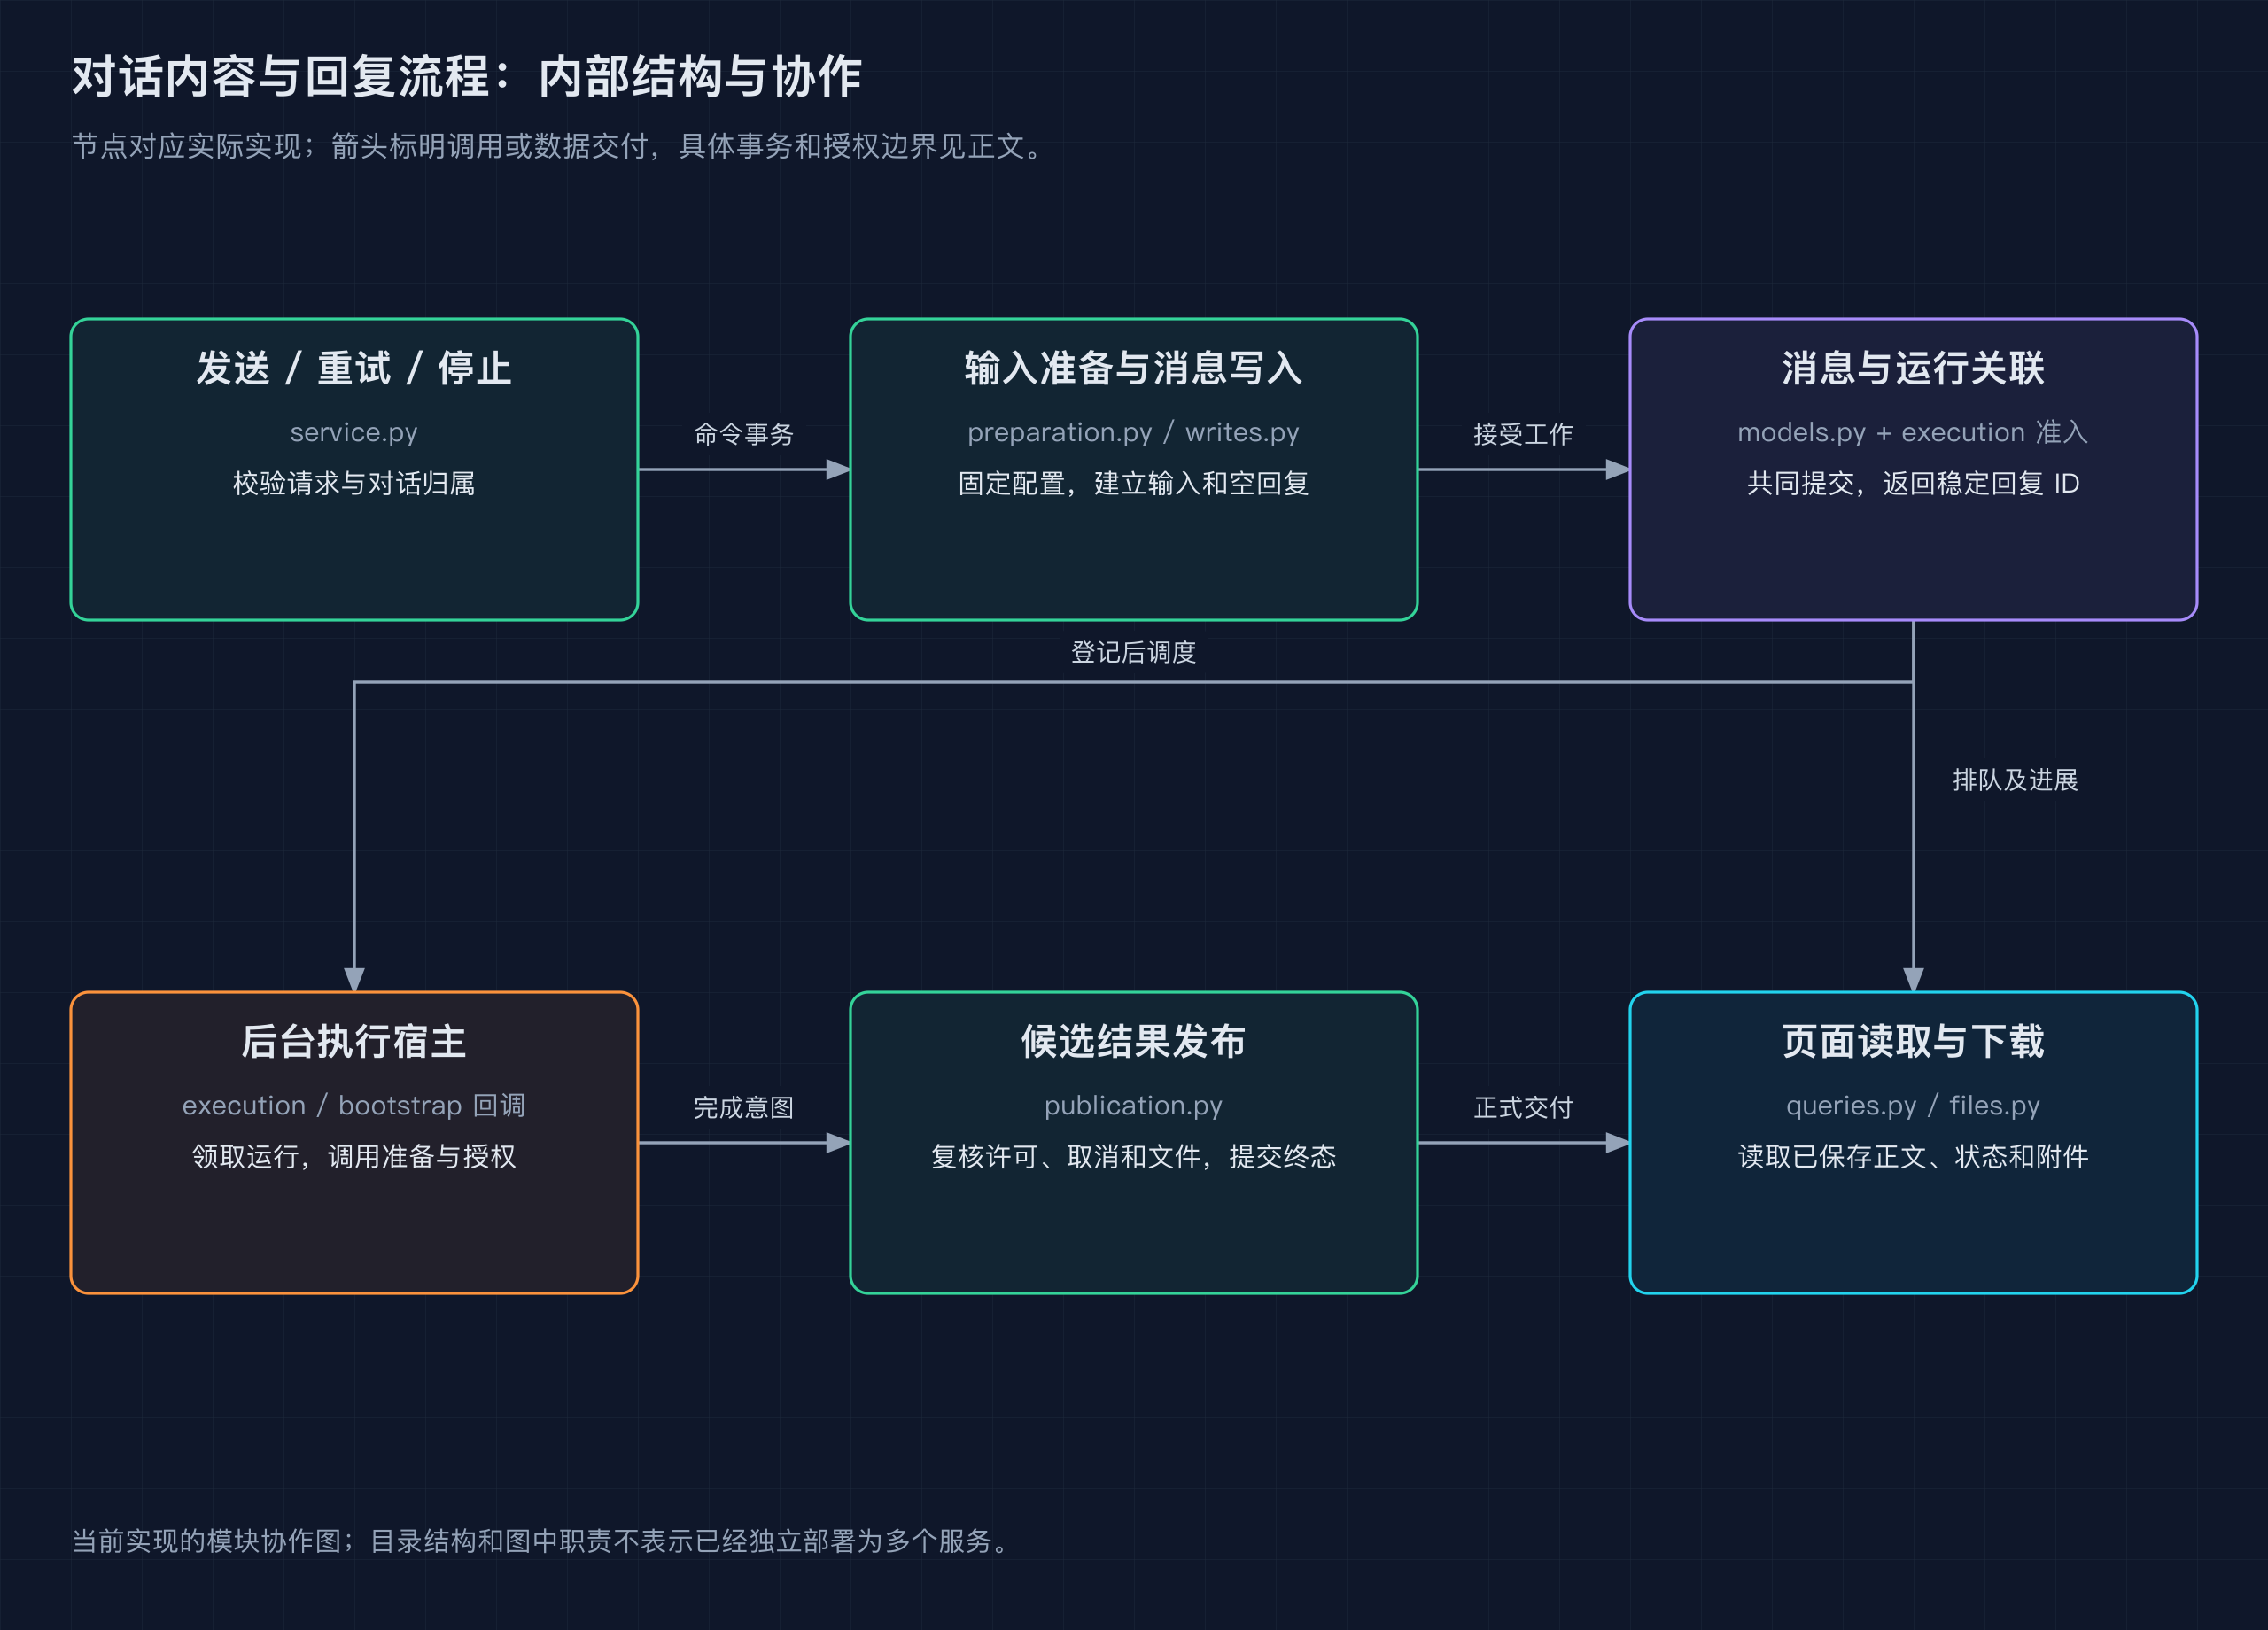 对话内容与回复流程：内部结构与协作
节点对应实际实现；箭头标明调用或数据交付，具体事务和授权边界见正文。
发送 / 重试 / 停止
service.py
校验请求与对话归属
命令事务
输入准备与消息写入
preparation.py / writes.py
固定配置，建立输入和空回复
接受工作
消息与运行关联
models.py + execution 准入
共同提交，返回稳定回复 ID
登记后调度
排队及进展
后台执行宿主
execution / bootstrap 回调
领取运行，调用准备与授权
完成意图
候选结果发布
publication.py
复核许可、取消和文件，提交终态
正式交付
页面读取与下载
queries.py / files.py
读取已保存正文、状态和附件
当前实现的模块协作图；目录结构和图中职责不表示已经独立部署为多个服务。